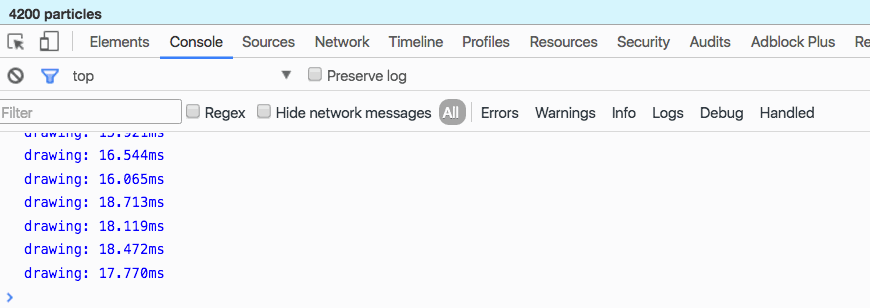 4200 particles
Elements Console Sources Network Timeline Profiles Resources Security Audits Adblock Plus Re
top Preserve log
Filter Regex Hide network messages All Errors Warnings Info Logs Debug Handled
drawing: 15.921ms
drawing: 16.544ms
drawing: 16.065ms
drawing: 18.713ms
drawing: 18.119ms
drawing: 18.472ms
drawing: 17.770ms